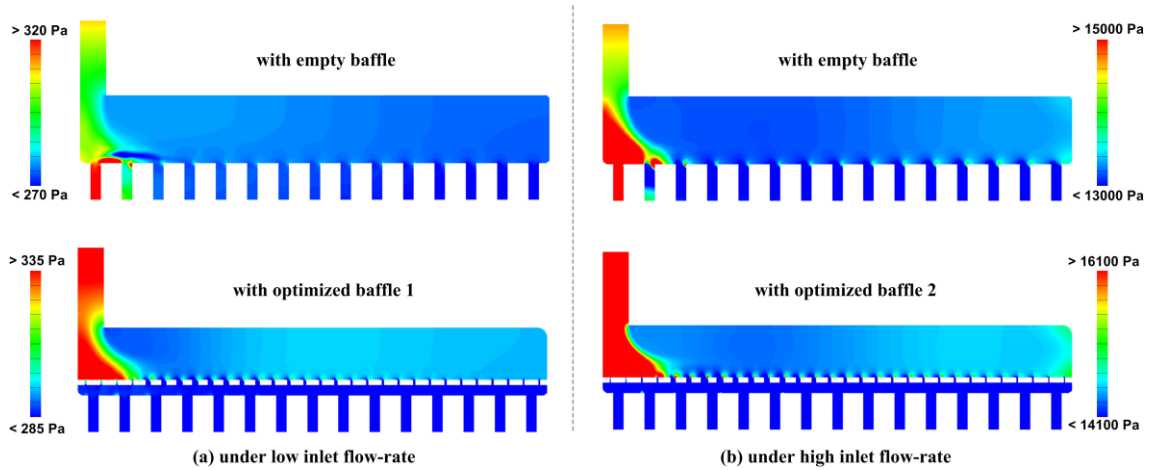 > 320 Pa
with empty baffle
< 270 Pa
> 15000 Pa
with empty baffle
< 13000 Pa
> 335 Pa
with optimized baffle 1
< 285 Pa
> 16100 Pa
with optimized baffle 2
< 14100 Pa
(a) under low inlet flow-rate
(b) under high inlet flow-rate